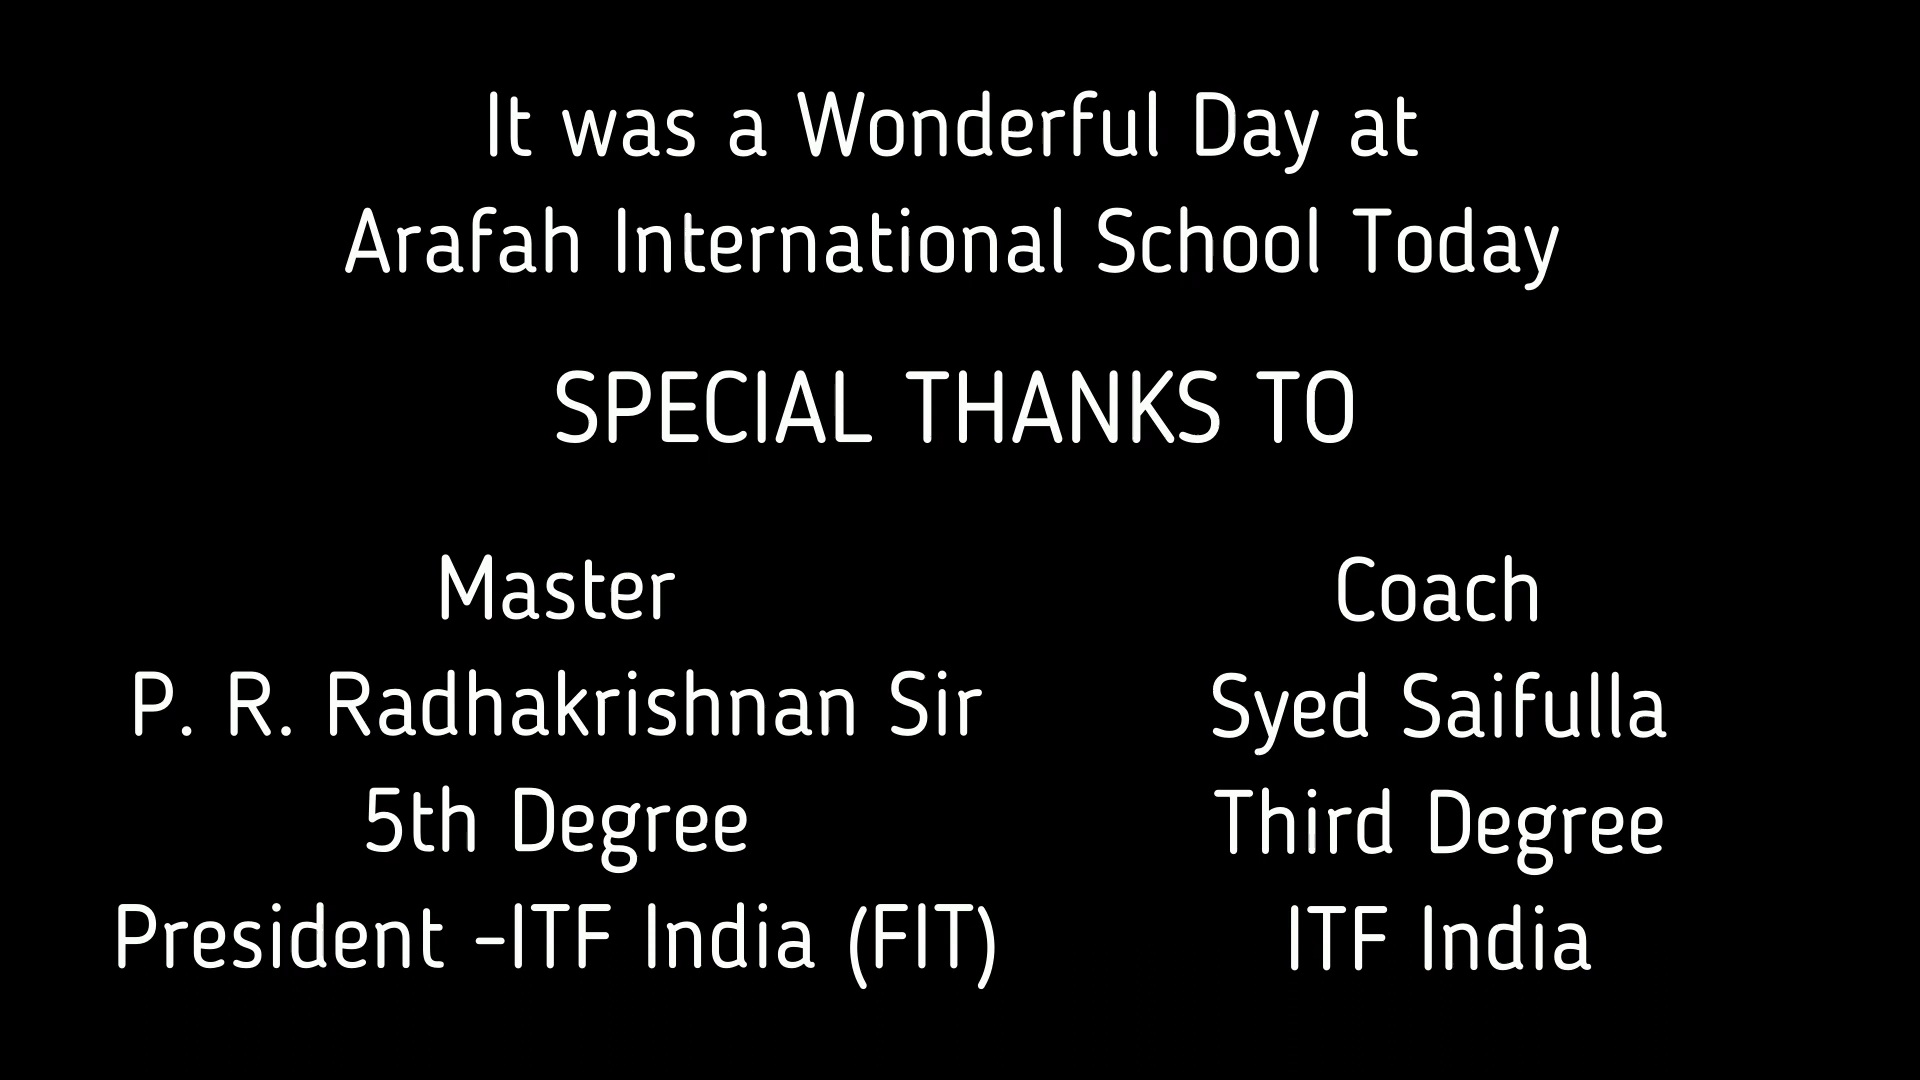 It was a Wonderful Day at
Arafah International School Today
SPECIAL THANKS TO
Master
P. R. Radhakrishnan Sir
5th Degree
President -ITF India (FIT)
Coach
Syed Saifulla
Third Degree
ITF India